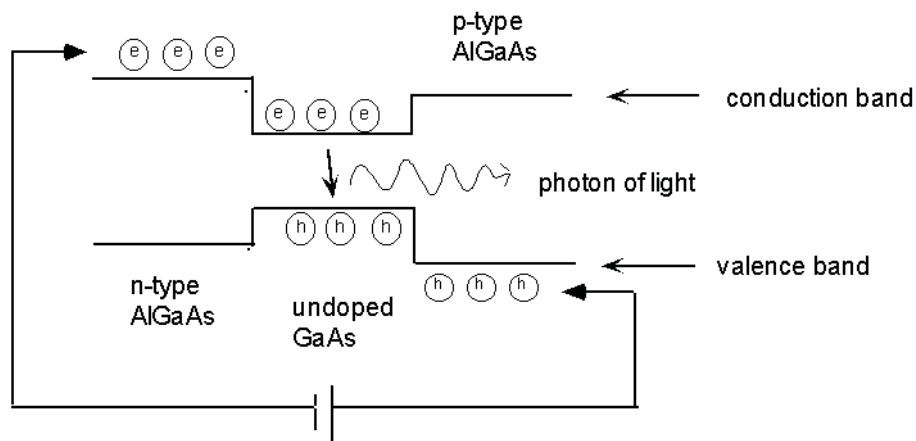 p-type
AlGaAs
e e e
e e e
conduction band
photon of light
h h h
valence band
h h h
n-type
AlGaAs
undoped
GaAs